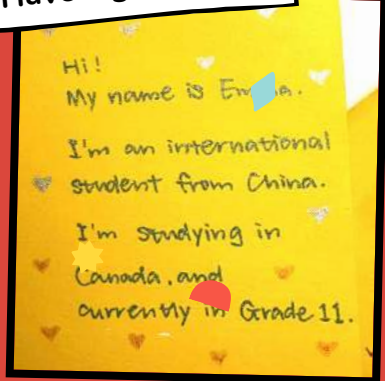 Hi!
My name is
I'm an international
student from China.
I'm studying in
Canada, and
currently in Grade 11.